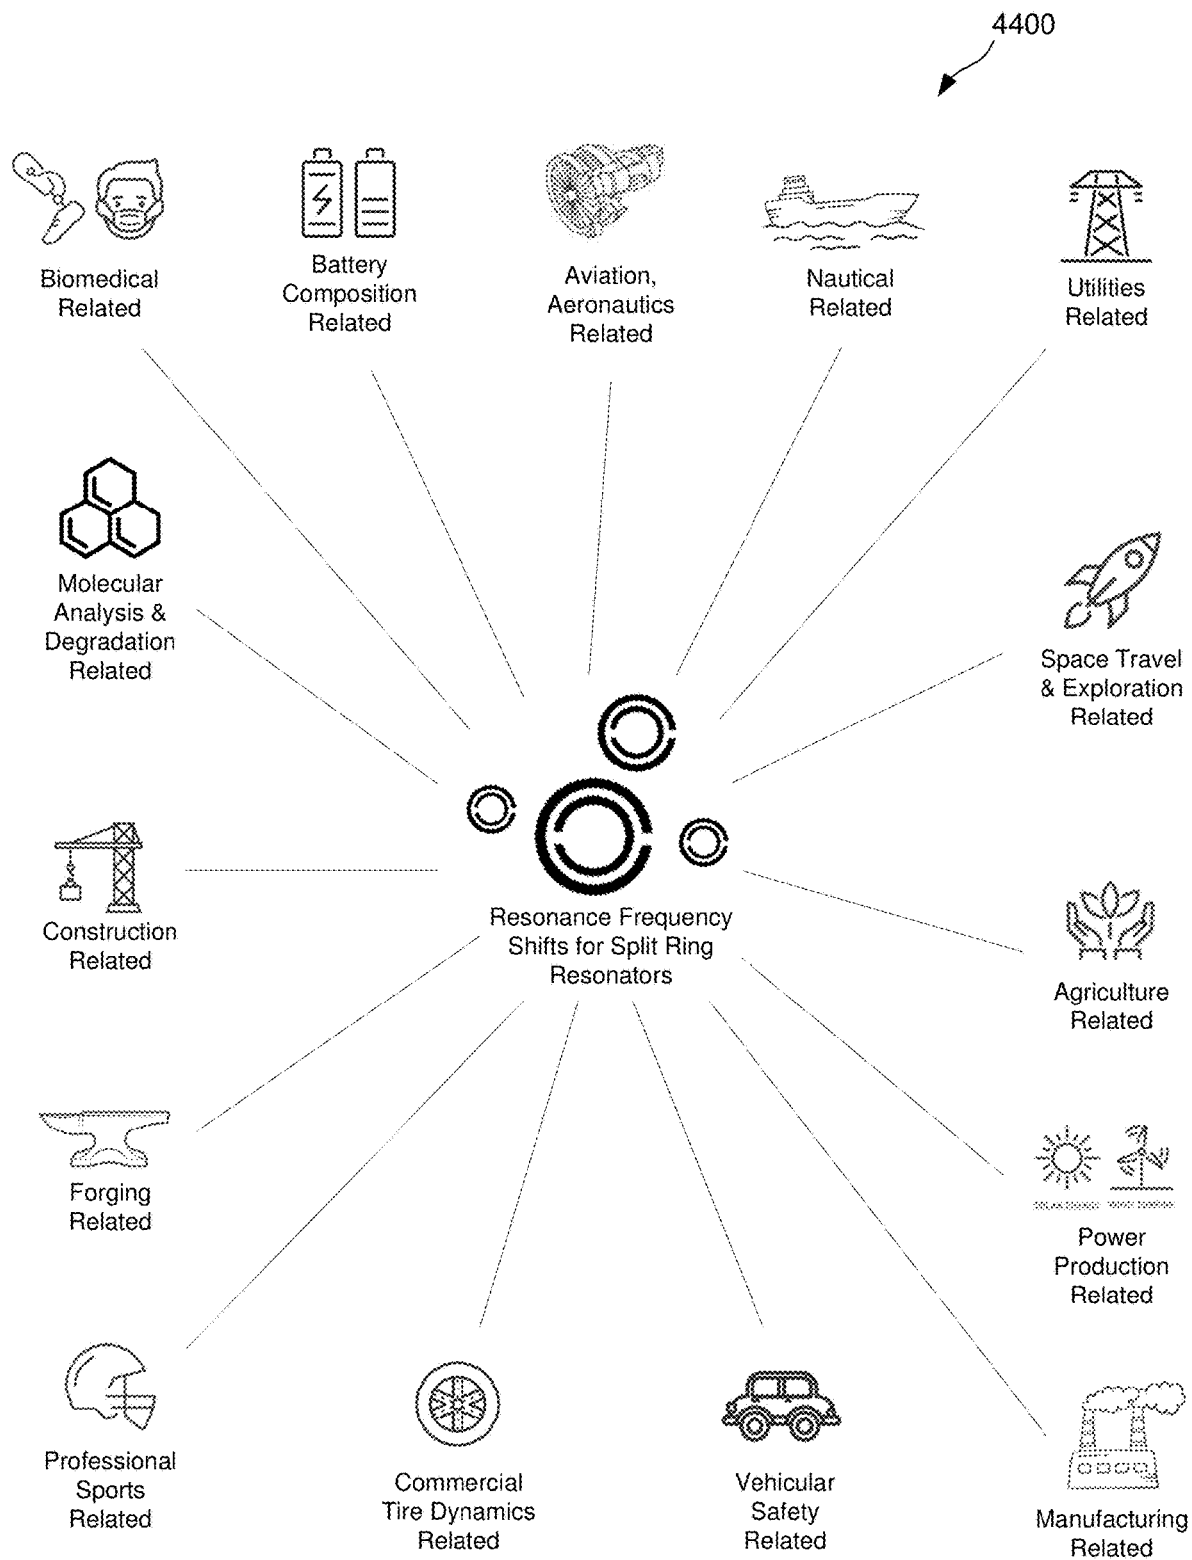 4400
Biomedical
Related
Battery
Composition
Related
Aviation,
Aeronautics
Related
Nautical
Related
Utilities
Related
Molecular
Analysis &
Degradation
Related
Space Travel
& Exploration
Related
Construction
Related
Resonance Frequency
Shifts for Split Ring
Resonators
Agriculture
Related
Forging
Related
Power
Production
Related
Professional
Sports
Related
Commercial
Tire Dynamics
Related
Vehicular
Safety
Related
Manufacturing
Related